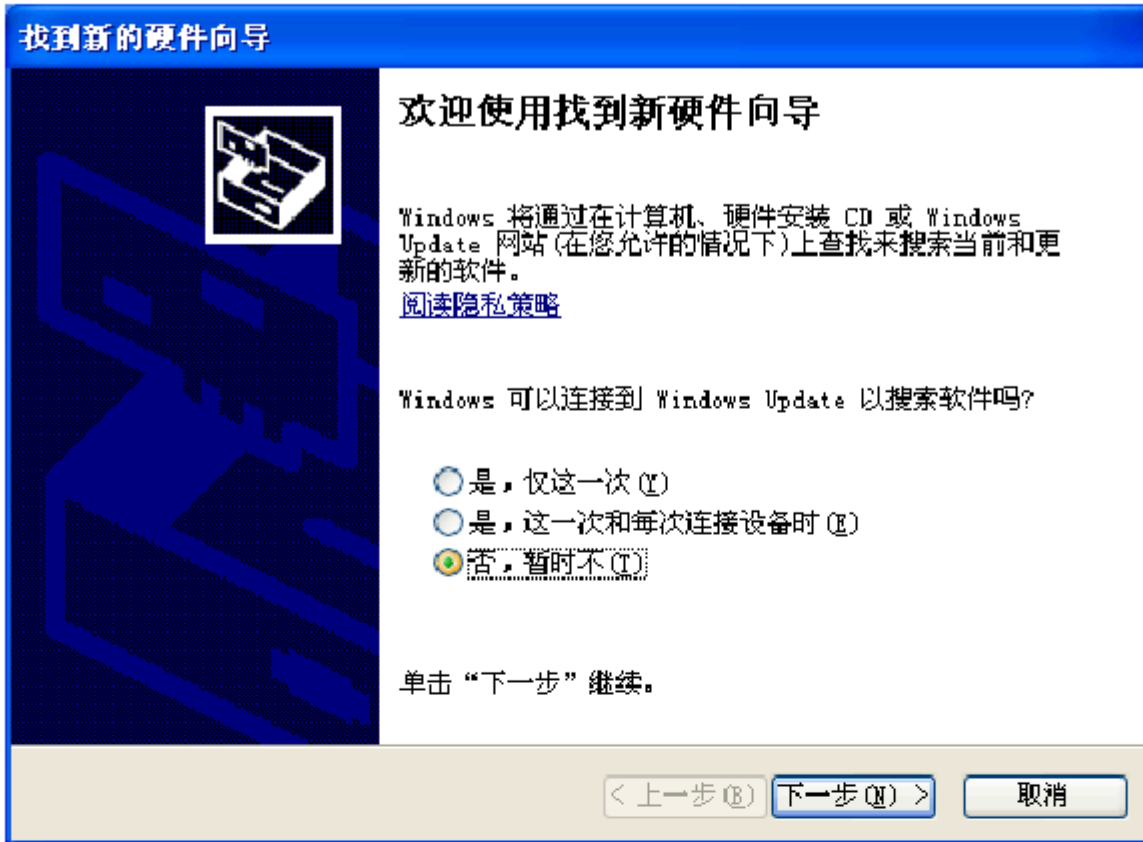 找到新的硬件向导
欢迎使用找到新硬件向导
Windows 将通过在计算机、硬件安装 CD 或 Windows
Update 网站(在您允许的情况下)上查找来搜索当前和更
新的软件。
阅读隐私策略
Windows 可以连接到 Windows Update 以搜索软件吗?
是，仅这一次(Y)
是，这一次和每次连接设备时(E)
否，暂时不(T)
单击“下一步”继续。
< 上一步(B)
下一步(N) >
取消